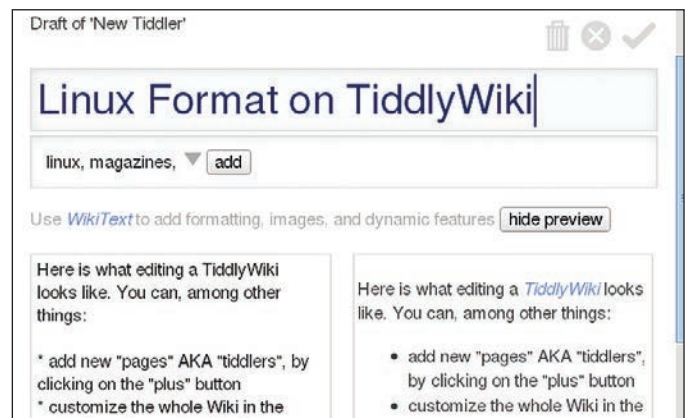 Draft of 'New Tiddler'
Linux Format on TiddlyWiki
linux, magazines, add
Use WikiText to add formatting, images, and dynamic features hide preview
Here is what editing a TiddlyWiki
looks like. You can, among other
things:
* add new "pages" AKA "tiddlers", by
clicking on the "plus" button
* customize the whole Wiki in the
Here is what editing a TiddlyWiki looks
like. You can, among other things:
• add new "pages" AKA "tiddlers",
by clicking on the "plus" button
• customize the whole Wiki in the